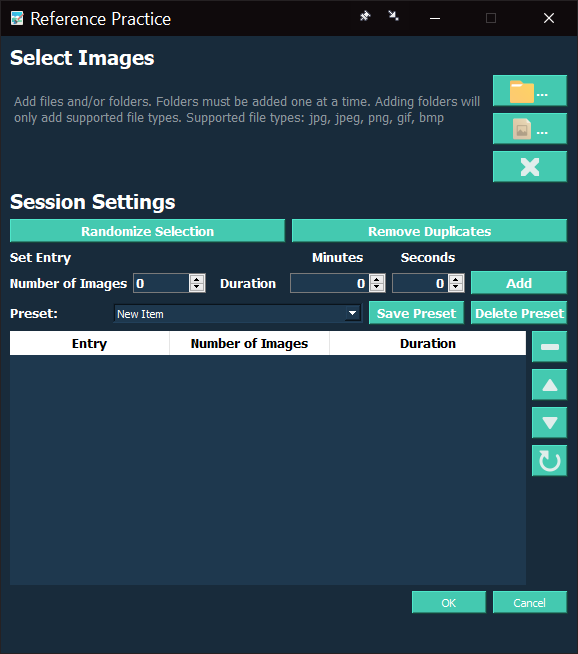 Reference Practice
Select Images
Add files and/or folders. Folders must be added one at a time. Adding folders will
only add supported file types. Supported file types: jpg, jpeg, png, gif, bmp
...
...
Session Settings
Randomize Selection Remove Duplicates
Set Entry Minutes Seconds
Number of Images 0 Duration 0 0 Add
Preset: New Item Save Preset Delete Preset
Entry Number of Images Duration
OK Cancel